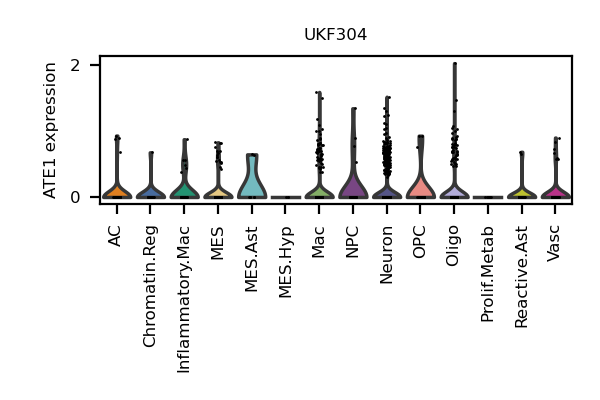 UKF304
ATE1 expression
2
0
AC
Chromatin.Reg
Inflammatory.Mac
MES
MES.Ast
MES.Hyp
Mac
NPC
Neuron
OPC
Oligo
Prolif.Metab
Reactive.Ast
Vasc